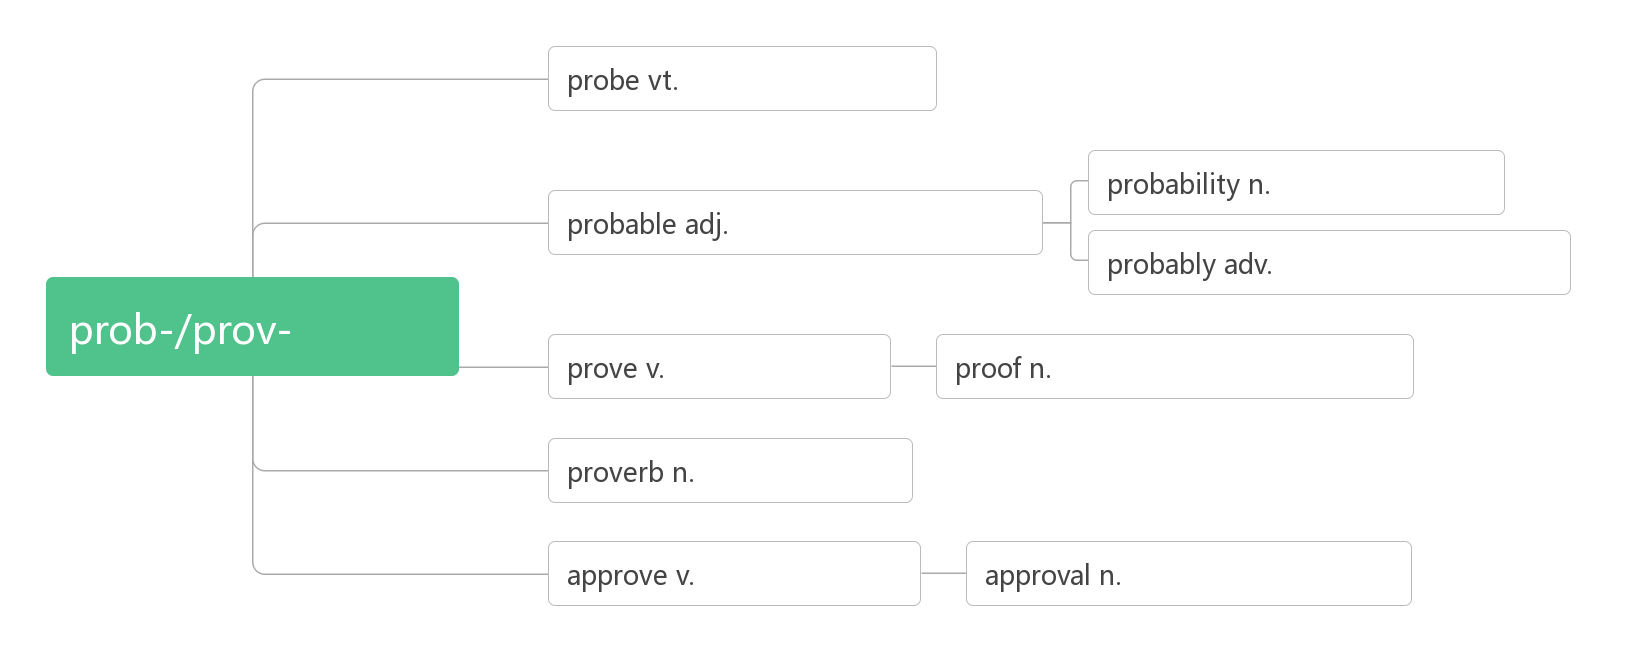 prob-/prov-
probe vt.
probable adj.
probability n.
probably adv.
prove v.
proof n.
proverb n.
approve v.
approval n.